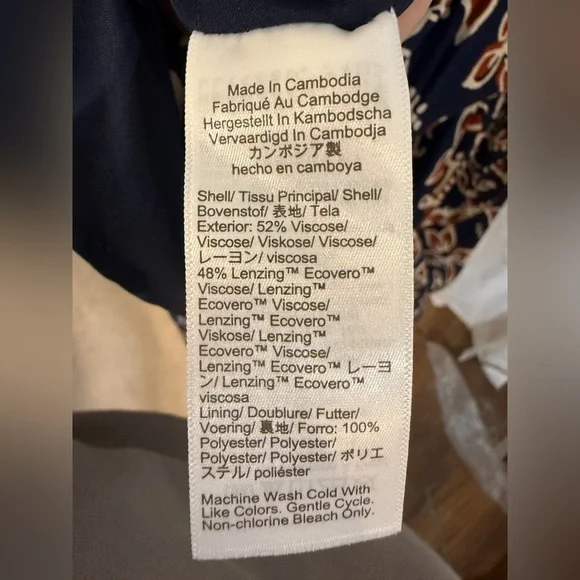 Made In Cambodia
Fabriqué Au Cambodge
Hergestellt In Kambodscha
Vervaardigd In Cambodja
カンボジア製
hecho en camboya
Shell/ Tissu Principal/ Shell/
Bovenstof/ 表地/ Tela
Exterior: 52% Viscose/
Viscose/ Viskose/ Viscose/
レーヨン/ viscosa
48% Lenzing™ Ecovero™
Viscose/ Lenzing™
Ecovero™ Viscose/
Lenzing™ Ecovero™
Viskose/ Lenzing™
Ecovero™ Viscose/
Lenzing™ Ecovero™ レーヨ
ン/ Lenzing™ Ecovero™
viscosa
Lining/ Doublure/ Futter/
Voering/ 裏地/ Forro: 100%
Polyester/ Polyester/
Polyester/ Polyester/ ポリエ
ステル/ poliéster
Machine Wash Cold With
Like Colors. Gentle Cycle.
Non-chlorine Bleach Only.